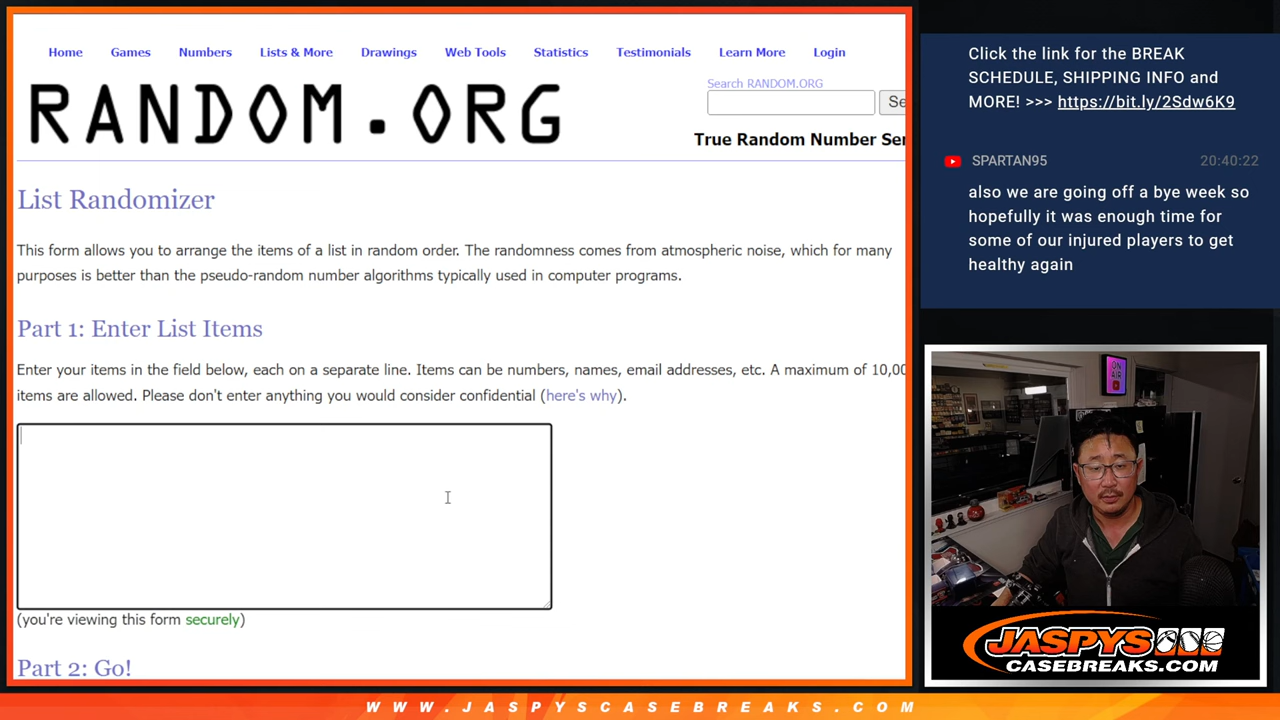 Home Games Numbers Lists & More Drawings Web Tools Statistics Testimonials Learn More Login
RANDOM.ORG
Search RANDOM.ORG
Se
True Random Number Ser
List Randomizer
This form allows you to arrange the items of a list in random order. The randomness comes from atmospheric noise, which for many
purposes is better than the pseudo-random number algorithms typically used in computer programs.
Part 1: Enter List Items
Enter your items in the field below, each on a separate line. Items can be numbers, names, email addresses, etc. A maximum of 10,00
items are allowed. Please don't enter anything you would consider confidential (here's why).
(you're viewing this form securely)
Part 2: Go!
Click the link for the BREAK
SCHEDULE, SHIPPING INFO and
MORE! >>> https://bit.ly/2Sdw6K9
SPARTAN95 20:40:22
also we are going off a bye week so
hopefully it was enough time for
some of our injured players to get
healthy again
ON
AIR
JASPYS
CASEBREAKS.COM
WWW.JASPYSCASEBREAKS.COM